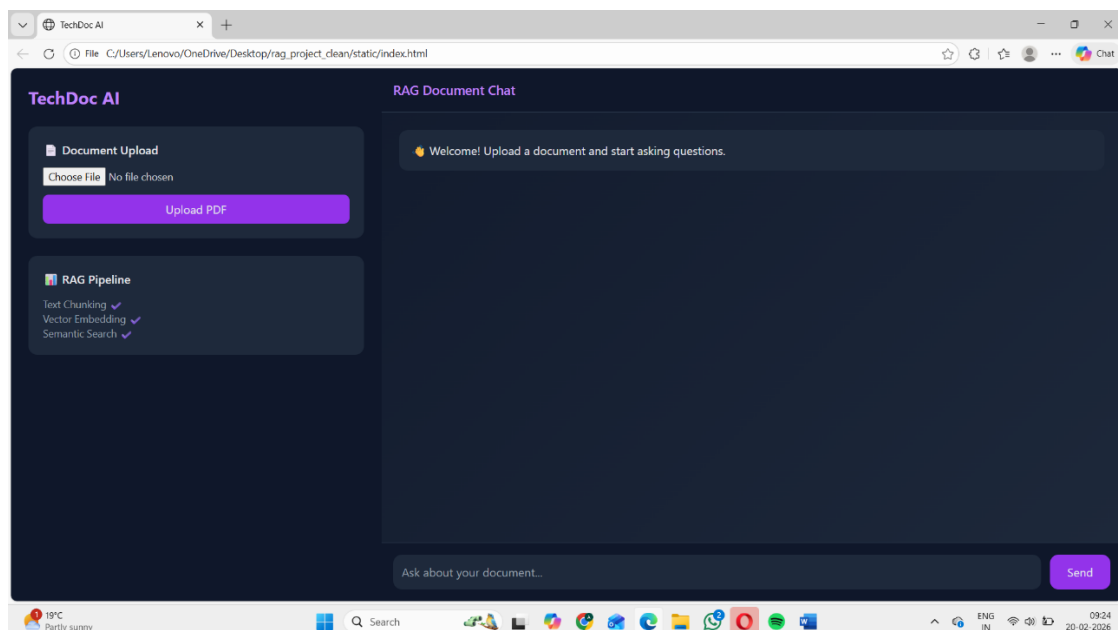 TechDoc AI
File C:/Users/Lenovo/OneDrive/Desktop/rag_project_clean/static/index.html
Chat
TechDoc AI
Document Upload
Choose File No file chosen
Upload PDF
RAG Pipeline
Text Chunking
Vector Embedding
Semantic Search
RAG Document Chat
Welcome! Upload a document and start asking questions.
Ask about your document...
Send
1
19°C
Partly sunny
Search
2
ENG
IN
09:24
20-02-2026